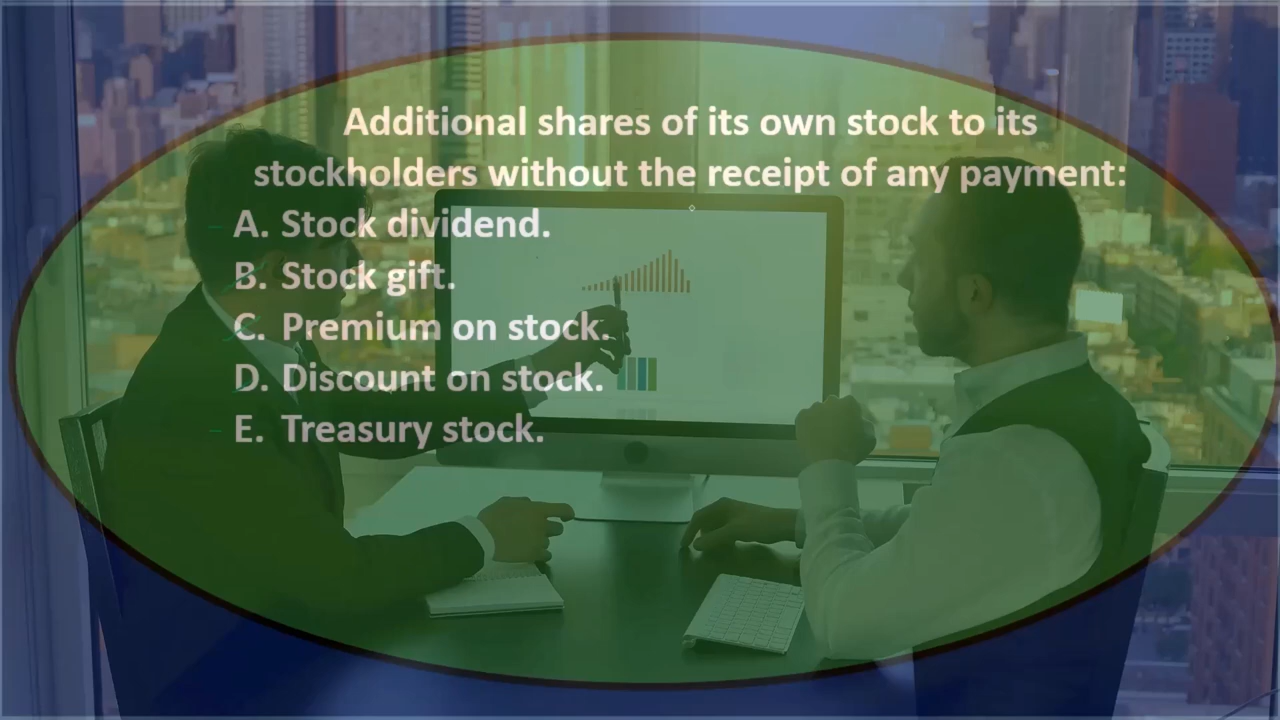 Additional shares of its own stock to its
stockholders without the receipt of any payment:
A. Stock dividend.
B. Stock gift.
C. Premium on stock.
D. Discount on stock.
E. Treasury stock.